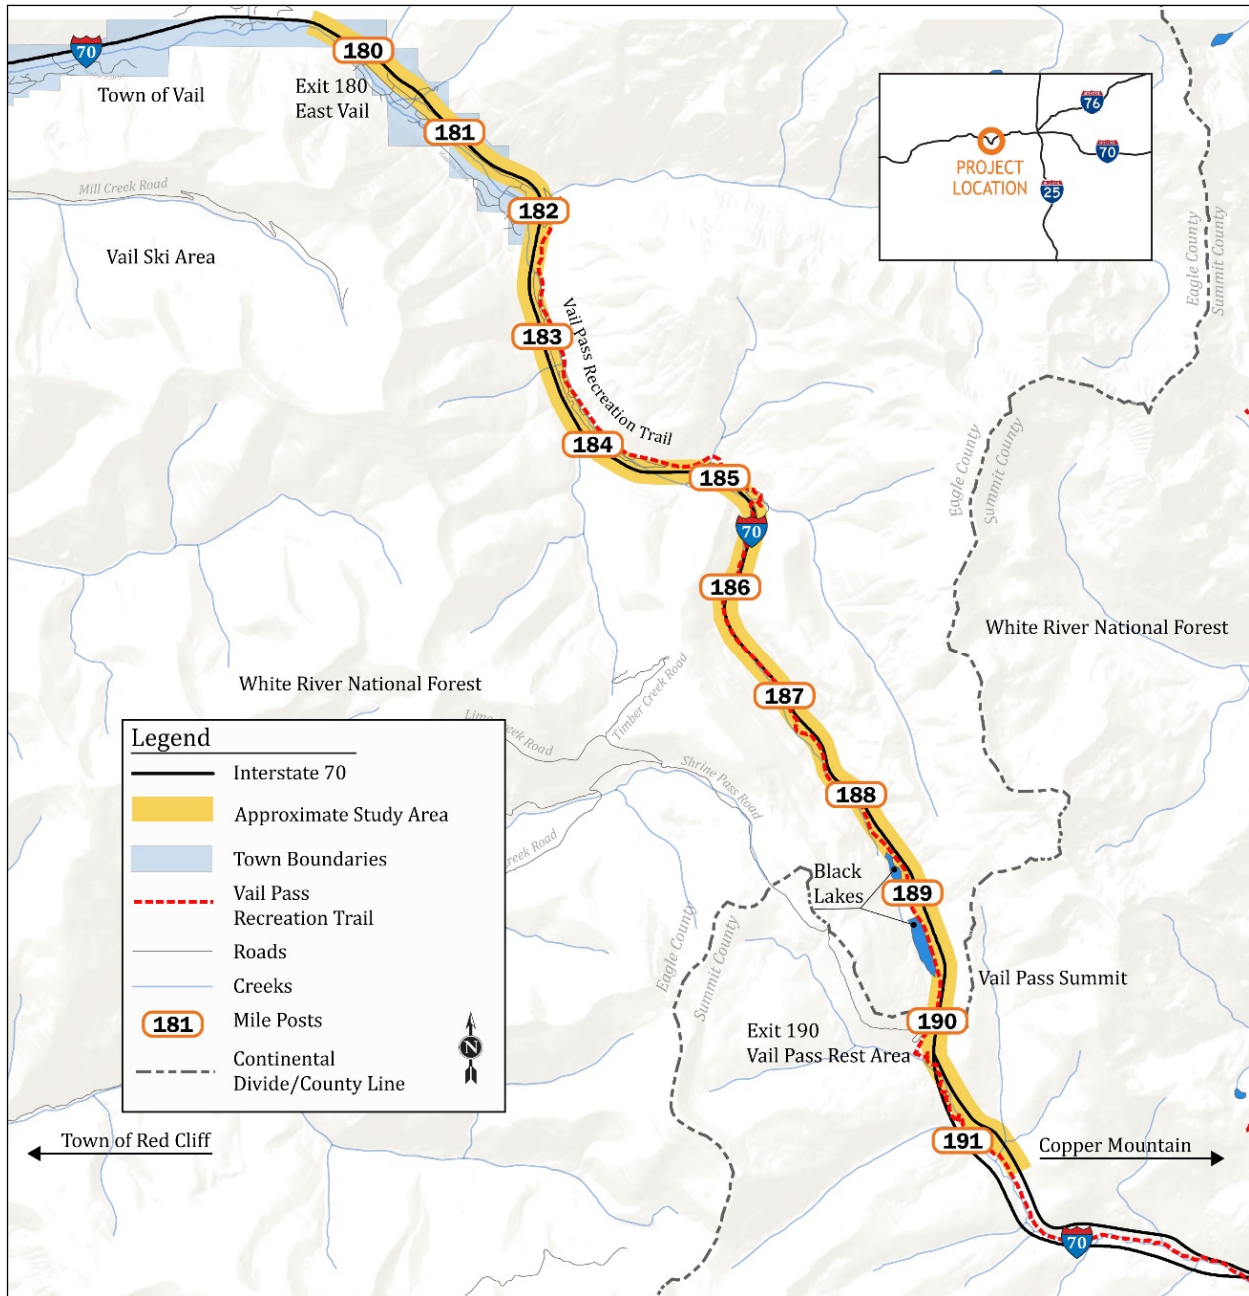 70
180
Town of Vail
Exit 180
East Vail
181
76
70
PROJECT
LOCATION
25
Mill Creek Road
182
Vail Ski Area
Eagle County
Summit County
183
Vail Pass Recreation Trail
184
185
Eagle County
Summit County
70
186
White River National Forest
White River National Forest
187
Timber Creek Road
Shrine Pass Road
188
Black
Lakes
189
Eagle County
Summit County
Vail Pass Summit
190
Exit 190
Vail Pass Rest Area
191
Copper Mountain
70
Legend
Interstate 70
Approximate Study Area
Town Boundaries
Vail Pass
Recreation Trail
Roads
Creeks
181
Mile Posts
N
Continental
Divide/County Line
Creek Road
Town of Red Cliff